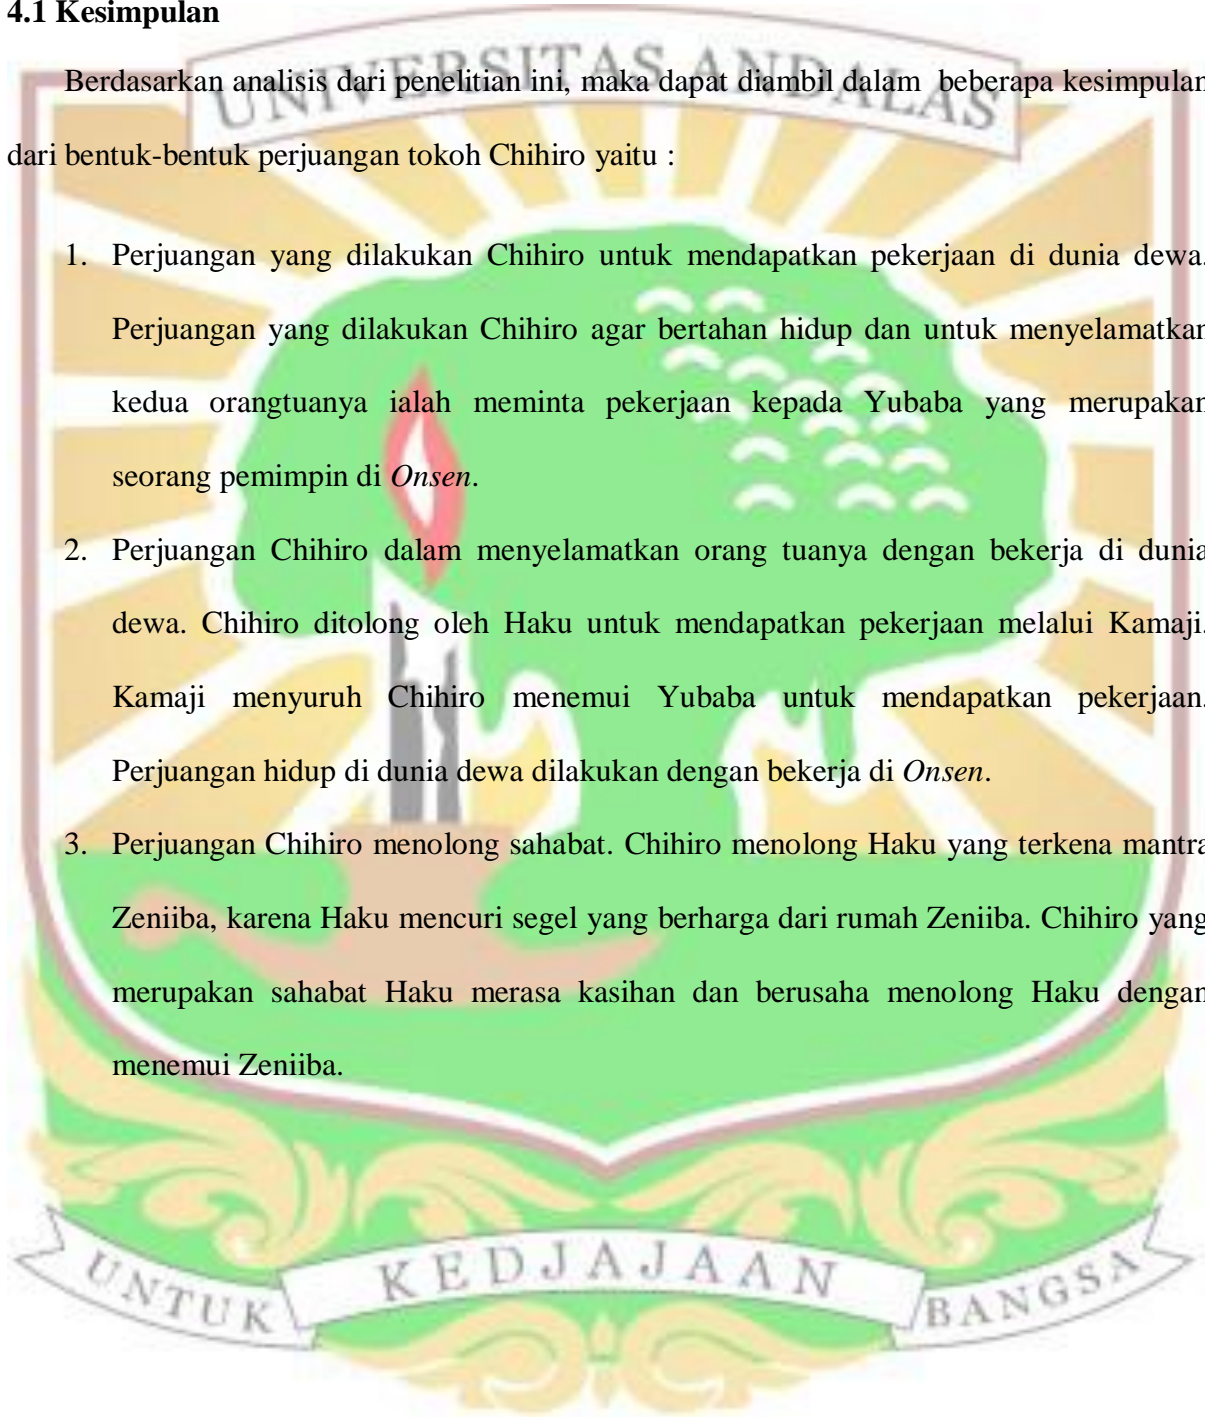 4.1 Kesimpulan
UNIVERSITAS ANDALAS
Berdasarkan analisis dari penelitian ini, maka dapat diambil dalam beberapa kesimpulan
dari bentuk-bentuk perjuangan tokoh Chihiro yaitu :
1. Perjuangan yang dilakukan Chihiro untuk mendapatkan pekerjaan di dunia dewa.
Perjuangan yang dilakukan Chihiro agar bertahan hidup dan untuk menyelamatkan
kedua orangtuanya ialah meminta pekerjaan kepada Yubaba yang merupakan
seorang pemimpin di Onsen.
2. Perjuangan Chihiro dalam menyelamatkan orang tuanya dengan bekerja di dunia
dewa. Chihiro ditolong oleh Haku untuk mendapatkan pekerjaan melalui Kamaji.
Kamaji menyuruh Chihiro menemui Yubaba untuk mendapatkan pekerjaan.
Perjuangan hidup di dunia dewa dilakukan dengan bekerja di Onsen.
3. Perjuangan Chihiro menolong sahabat. Chihiro menolong Haku yang terkena mantra
Zeniiba, karena Haku mencuri segel yang berharga dari rumah Zeniiba. Chihiro yang
merupakan sahabat Haku merasa kasihan dan berusaha menolong Haku dengan
menemui Zeniiba.
UNTUK KEDJAJAAN BANGSA